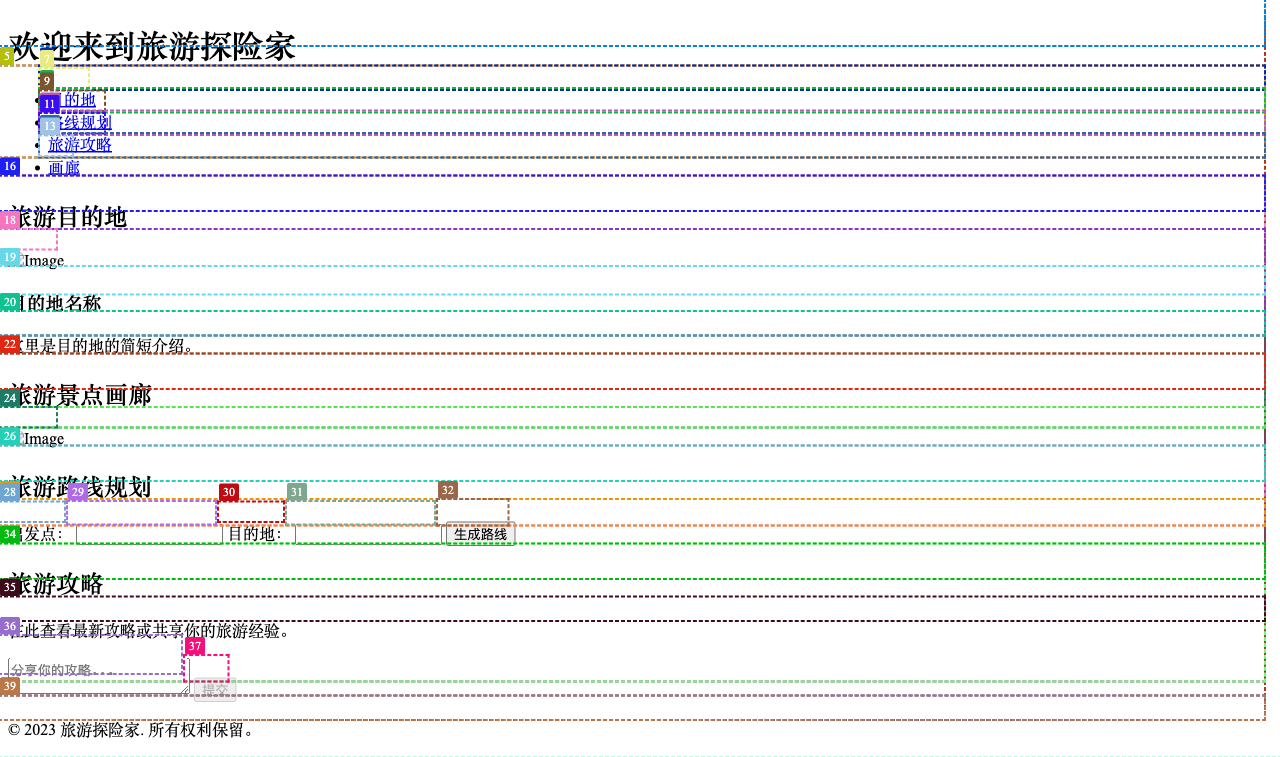 欢迎来到旅游探险家
5
7
9
目的地
11
路线规划
13
旅游攻略
16
画廊
旅游目的地
18
19
Image
20
目的地名称
22
这里是目的地的简短介绍。
旅游景点画廊
24
26
Image
旅游路线规划
28 29 30 31 32
34
出发点： 目的地： 生成路线
旅游攻略
35
36
在此查看最新攻略或共享你的旅游经验。
37
分享你的攻略...
39
提交
© 2023 旅游探险家. 所有权利保留。